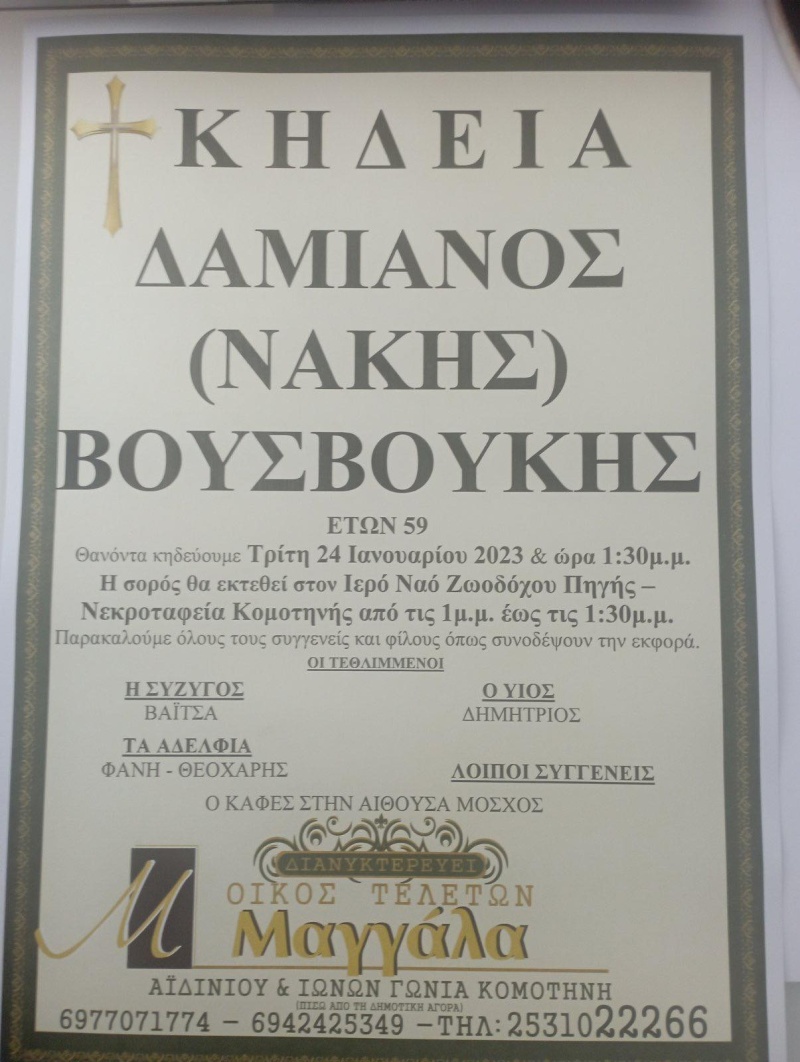 ΚΗΔΕΙΑ
ΔΑΜΙΑΝΟΣ
(ΝΑΚΗΣ)
ΒΟΥΣΒΟΥΚΗΣ
ΕΤΩΝ 59
Θανόντα κηδεύουμε Τρίτη 24 Ιανουαρίου 2023 & ώρα 1:30μ.μ.
Η σορός θα εκτεθεί στον Ιερό Ναό Ζωοδόχου Πηγής –
Νεκροταφεία Κομοτηνής από τις 1μ.μ. έως τις 1:30μ.μ.
Παρακαλούμε όλους τους συγγενείς και φίλους όπως συνοδέψουν την εκφορά.
ΟΙ ΤΕΘΛΙΜΜΕΝΟΙ
Η ΣΥΖΥΓΟΣ Ο ΥΙΟΣ
ΒΑΪΤΣΑ ΔΗΜΗΤΡΙΟΣ
ΤΑ ΑΔΕΛΦΙΑ
ΦΑΝΗ - ΘΕΟΧΑΡΗΣ ΛΟΙΠΟΙ ΣΥΓΓΕΝΕΙΣ
Ο ΚΑΦΕΣ ΣΤΗΝ ΑΙΘΟΥΣΑ ΜΟΣΧΟΣ
ΔΙΑΝΥΚΤΕΡΕΥΕΙ
Μ ΟΙΚΟΣ ΤΕΛΕΤΩΝ
Μαγγάλα
ΑΪΔΙΝΙΟΥ & ΙΩΝΩΝ ΓΩΝΙΑ ΚΟΜΟΤΗΝΗ
(ΠΙΣΩ ΑΠΟ ΤΗ ΔΗΜΟΤΙΚΗ ΑΓΟΡΑ)
6977071774 – 6942425349 – ΤΗΛ: 2531022266